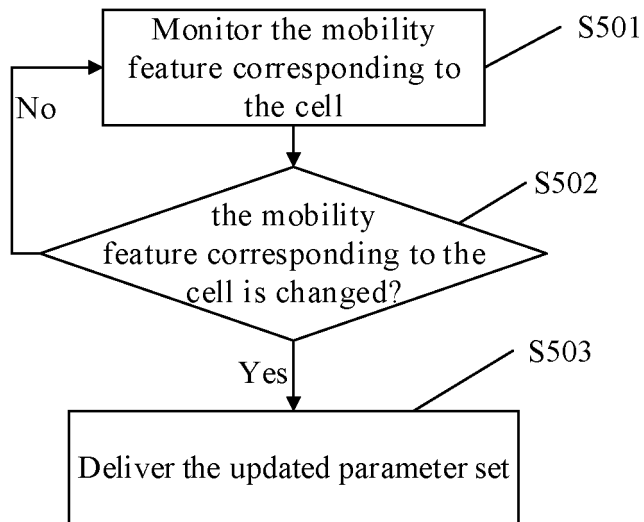 Monitor the mobility
feature corresponding to
the cell
S501
No
the mobility
feature corresponding to the
cell is changed?
S502
Yes
S503
Deliver the updated parameter set